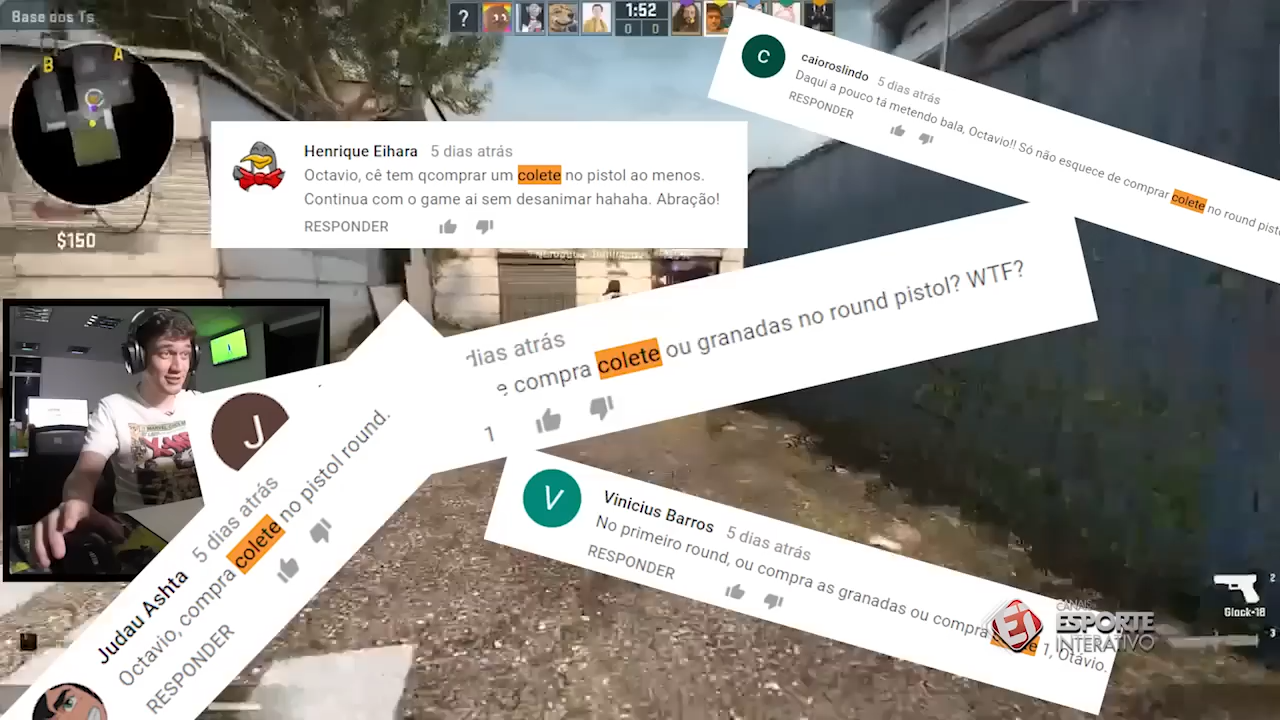 Base dos Ts
?
1:52
0 0
B A
$150
caioroslindo 5 dias atrás
Daqui a pouco tá metendo bala, Octavio!! Só não esquece de comprar colete no round
RESPONDER
Henrique Eihara 5 dias atrás
Octavio, cê tem qcomprar um colete no pistol ao menos.
Continua com o game ai sem desanimar hahaha. Abração!
RESPONDER
dias atrás
e compra colete ou granadas no round pistol? WTF?
1
J
Judau Ashta 5 dias atrás
Octavio, compra colete no pistol round.
RESPONDER
V
Vinicius Barros 5 dias atrás
No primeiro round, ou compra as granadas ou compra 1, Otávio.
RESPONDER
C
2
Glock-18
3
Ei
CANAIS
ESPORTE
INTERATIVO